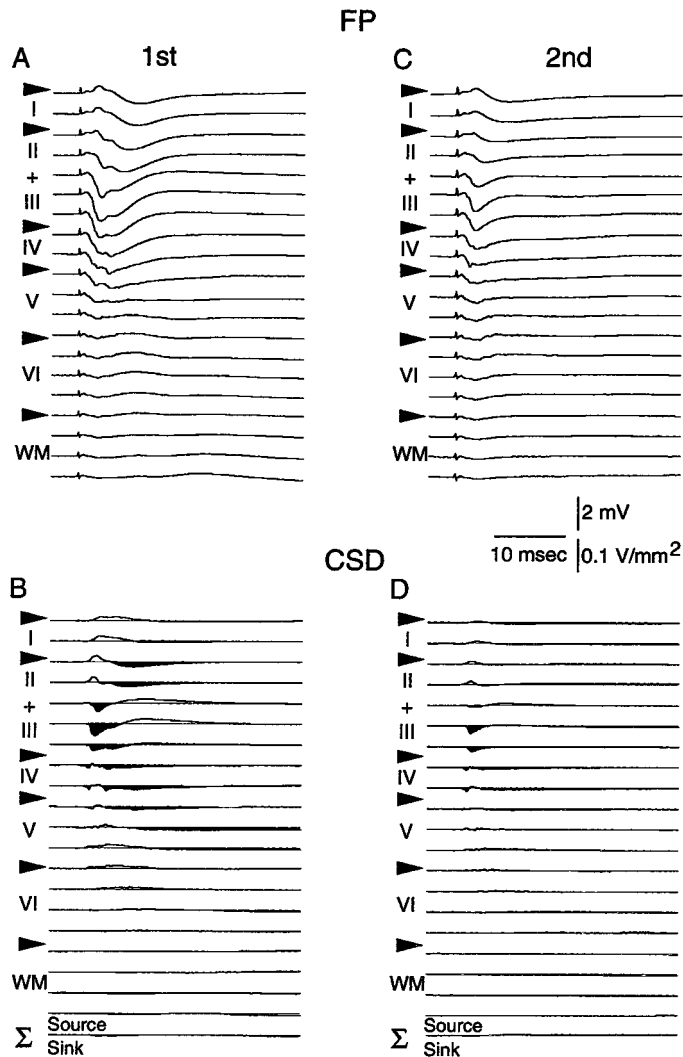 FP
A 1st
I
II
+
III
IV
V
VI
WM
C 2nd
I
II
+
III
IV
V
VI
WM
2 mV
10 msec 0.1 V/mm²
CSD
B
I
II
+
III
IV
V
VI
WM
Σ Source
Sink
D
I
II
+
III
IV
V
VI
WM
Σ Source
Sink